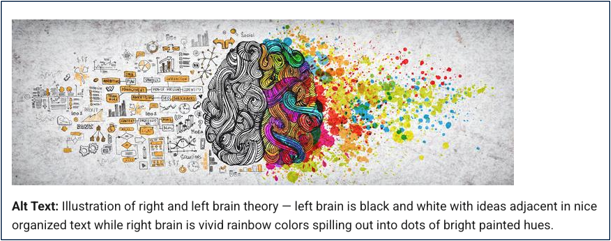 Social
Alt Text: Illustration of right and left brain theory — left brain is black and white with ideas adjacent in nice
organized text while right brain is vivid rainbow colors spilling out into dots of bright painted hues.